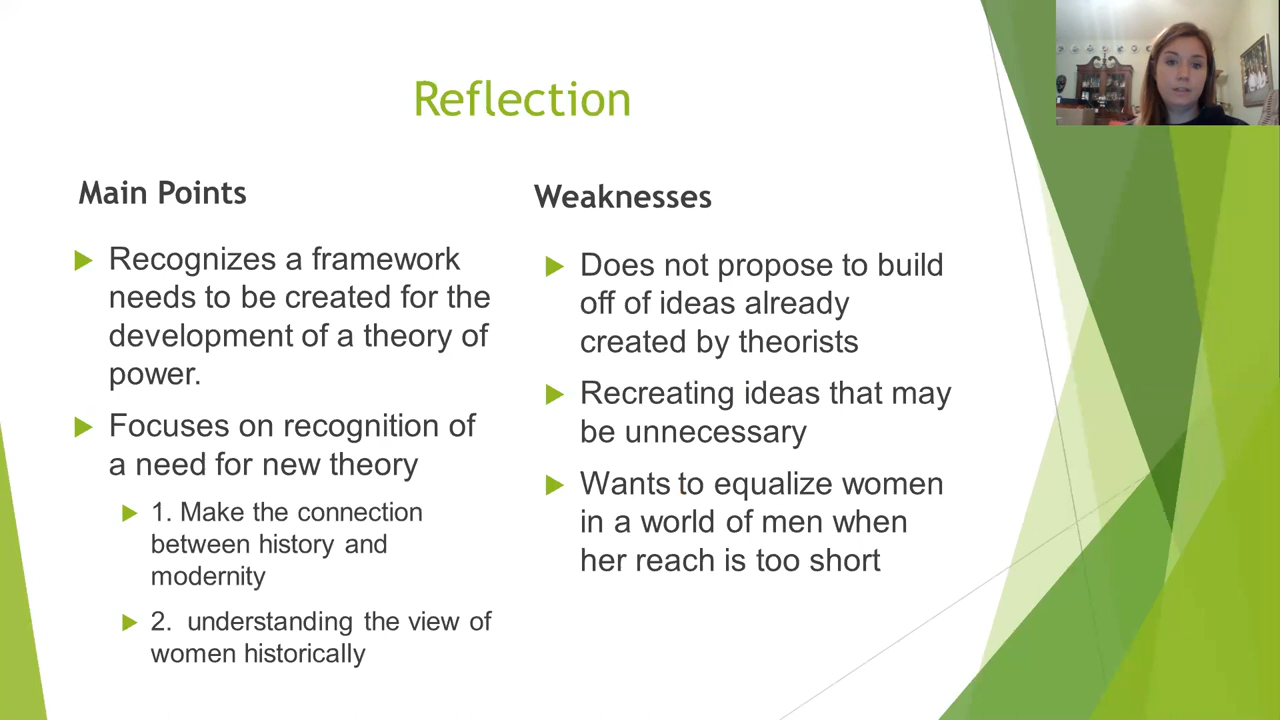 Reflection
Main Points
Recognizes a framework
needs to be created for the
development of a theory of
power.
Focuses on recognition of
a need for new theory
1. Make the connection
between history and
modernity
2. understanding the view of
women historically
Weaknesses
Does not propose to build
off of ideas already
created by theorists
Recreating ideas that may
be unnecessary
Wants to equalize women
in a world of men when
her reach is too short